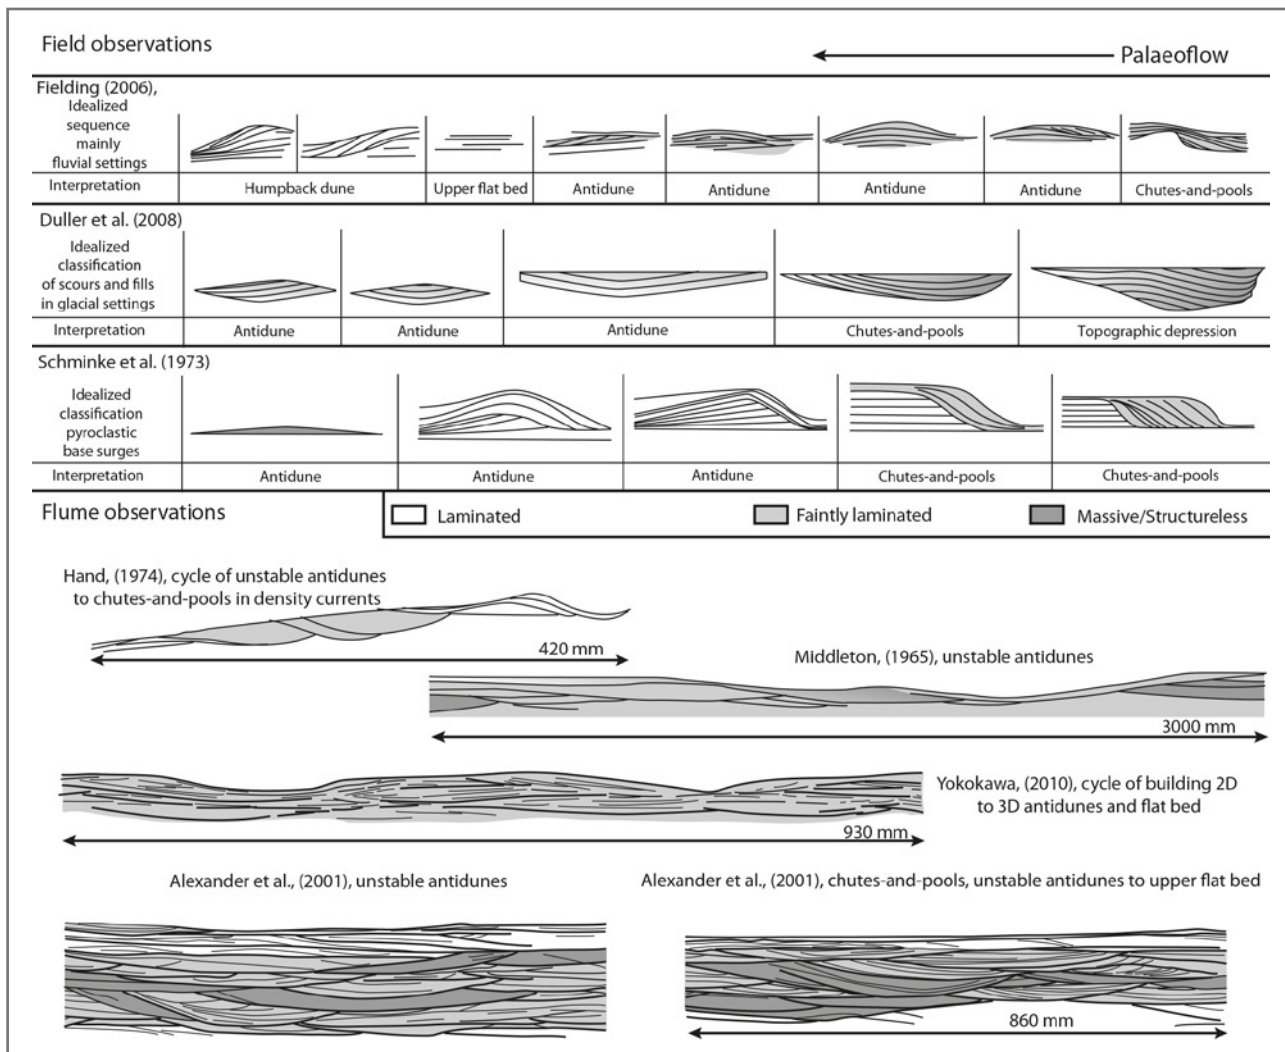 Field observations
Palaeoflow
Fielding (2006),
Idealized
sequence
mainly
fluvial settings
Interpretation
Humpback dune
Upper flat bed
Antidune
Antidune
Antidune
Antidune
Chutes-and-pools
Duller et al. (2008)
Idealized
classification
of scours and fills
in glacial settings
Interpretation
Antidune
Antidune
Antidune
Chutes-and-pools
Topographic depression
Schminke et al. (1973)
Idealized
classification
pyroclastic
base surges
Interpretation
Antidune
Antidune
Antidune
Chutes-and-pools
Chutes-and-pools
Flume observations
Laminated
Faintly laminated
Massive/Structureless
Hand, (1974), cycle of unstable antidunes
to chutes-and-pools in density currents
420 mm
Middleton, (1965), unstable antidunes
3000 mm
Yokokawa, (2010), cycle of building 2D
to 3D antidunes and flat bed
930 mm
Alexander et al., (2001), unstable antidunes
Alexander et al., (2001), chutes-and-pools, unstable antidunes to upper flat bed
860 mm